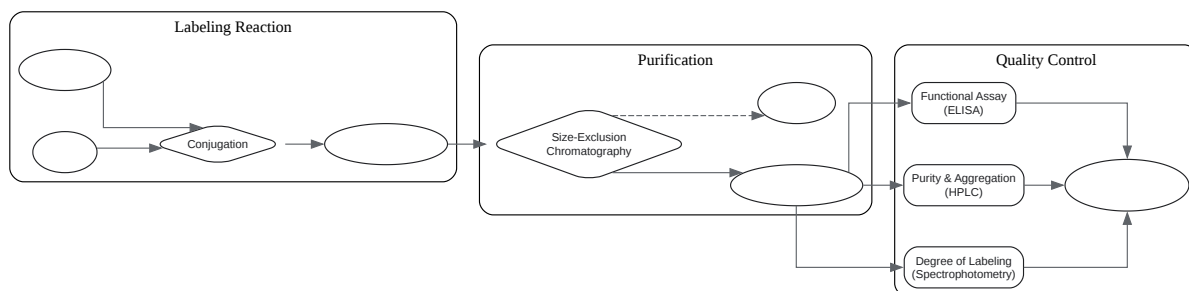 Labeling Reaction
Conjugation
Purification
Size-Exclusion
Chromatography
Quality Control
Functional Assay
(ELISA)
Purity & Aggregation
(HPLC)
Degree of Labeling
(Spectrophotometry)